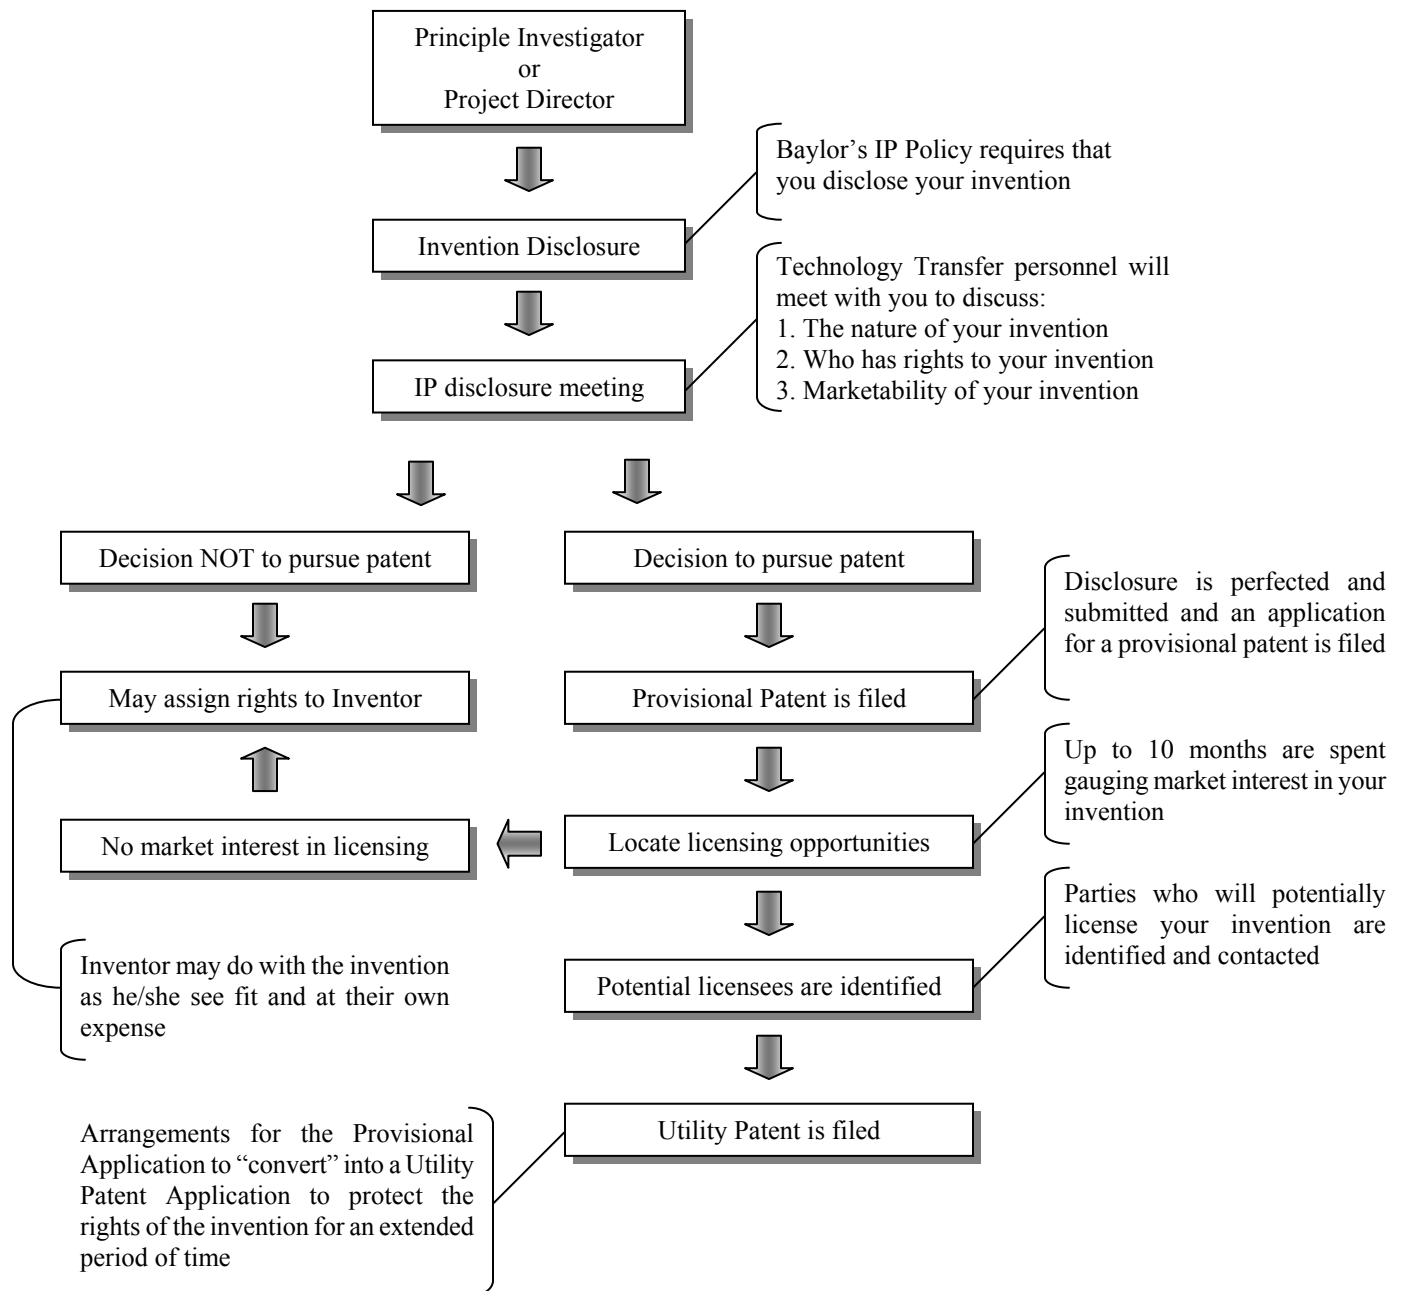 Principle Investigator
or
Project Director
Baylor’s IP Policy requires that
you disclose your invention
Invention Disclosure
Technology Transfer personnel will
meet with you to discuss:
1. The nature of your invention
2. Who has rights to your invention
3. Marketability of your invention
IP disclosure meeting
Decision NOT to pursue patent
Decision to pursue patent
Disclosure is perfected and
submitted and an application
for a provisional patent is filed
May assign rights to Inventor
Provisional Patent is filed
Up to 10 months are spent
gauging market interest in your
invention
No market interest in licensing
Locate licensing opportunities
Parties who will potentially
license your invention are
identified and contacted
Inventor may do with the invention
as he/she see fit and at their own
expense
Potential licensees are identified
Utility Patent is filed
Arrangements for the Provisional
Application to “convert” into a Utility
Patent Application to protect the
rights of the invention for an extended
period of time